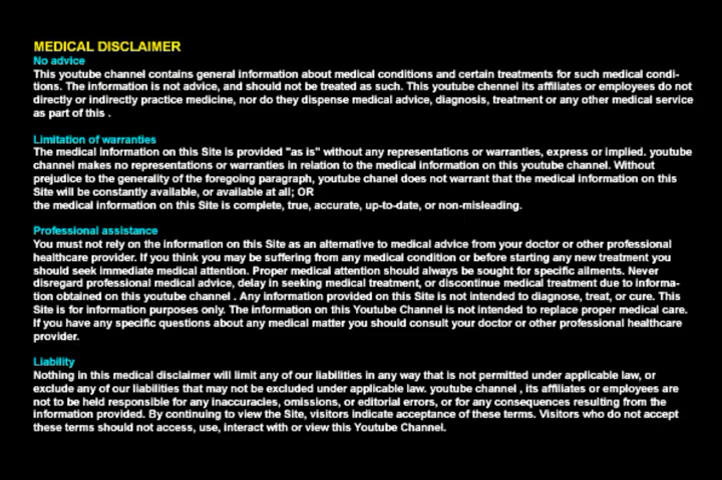 MEDICAL DISCLAIMER
No advice
This youtube channel contains general information about medical conditions and certain treatments for such medical condi-
tions. The information is not advice, and should not be treated as such. This youtube chennel its affiliates or employees do not
directly or indirectly practice medicine, nor do they dispense medical advice, diagnosis, treatment or any other medical service
as part of this .
Limitation of warranties
The medical information on this Site is provided "as is" without any representations or warranties, express or implied. youtube
channel makes no representations or warranties in relation to the medical information on this youtube channel. Without
prejudice to the generality of the foregoing paragraph, youtube chanel does not warrant that the medical information on this
Site will be constantly available, or available at all; OR
the medical information on this Site is complete, true, accurate, up-to-date, or non-misleading.
Professional assistance
You must not rely on the information on this Site as an alternative to medical advice from your doctor or other professional
healthcare provider. If you think you may be suffering from any medical condition or before starting any new treatment you
should seek immediate medical attention. Proper medical attention should always be sought for specific ailments. Never
disregard professional medical advice, delay in seeking medical treatment, or discontinue medical treatment due to informa-
tion obtained on this youtube channel . Any information provided on this Site is not intended to diagnose, treat, or cure. This
Site is for information purposes only. The information on this Youtube Channel is not intended to replace proper medical care.
If you have any specific questions about any medical matter you should consult your doctor or other professional healthcare
provider.
Liability
Nothing in this medical disclaimer will limit any of our liabilities in any way that is not permitted under applicable law, or
exclude any of our liabilities that may not be excluded under applicable law. youtube channel , its affiliates or employees are
not to be held responsible for any inaccuracies, omissions, or editorial errors, or for any consequences resulting from the
information provided. By continuing to view the Site, visitors indicate acceptance of these terms. Visitors who do not accept
these terms should not access, use, interact with or view this Youtube Channel.